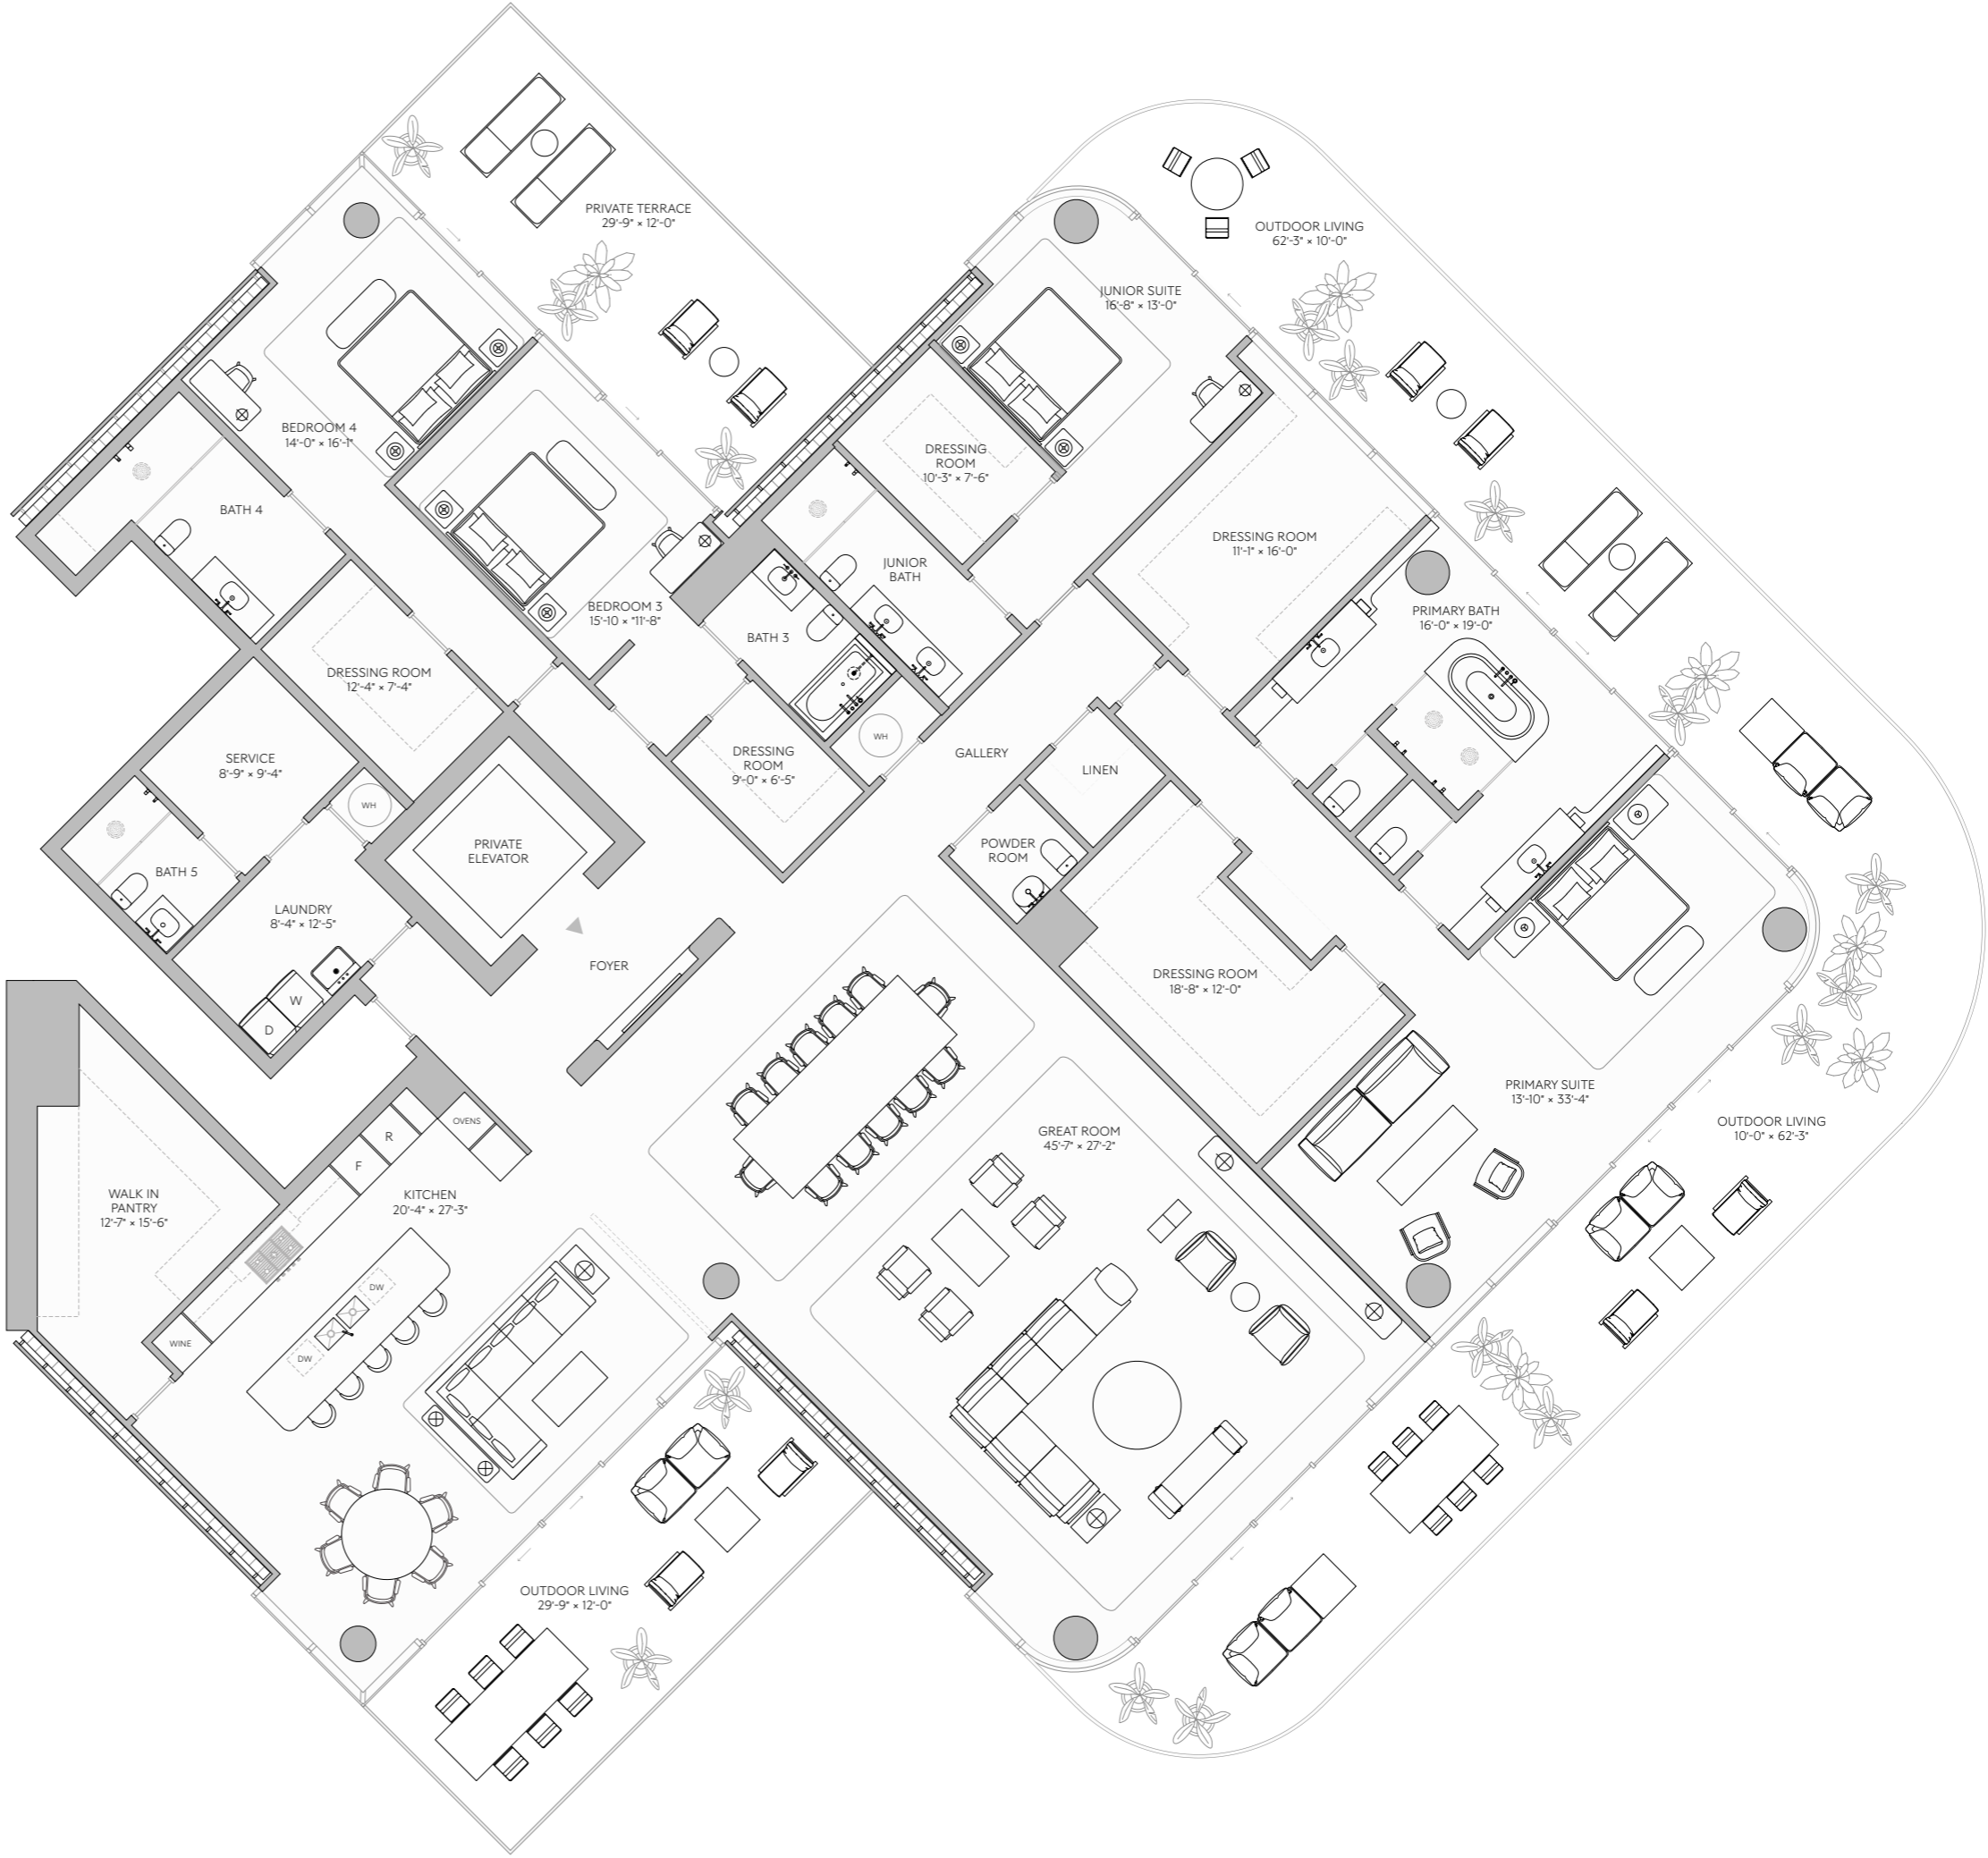 PRIVATE TERRACE
29'-9" × 12'-0"
OUTDOOR LIVING
62'-3" × 10'-0"
JUNIOR SUITE
16'-8" × 13'-0"
BEDROOM 4
14'-0" × 16'-1"
DRESSING
ROOM
10'-3" × 7'-6"
BATH 4
DRESSING ROOM
11'-1" × 16'-0"
JUNIOR
BATH
BEDROOM 3
15'-10 × "11'-8"
PRIMARY BATH
16'-0" × 19'-0"
BATH 3
DRESSING ROOM
12'-4" × 7'-4"
WH
DRESSING
ROOM
9'-0" × 6'-5"
GALLERY
SERVICE
8'-9" × 9'-4"
LINEN
WH
PRIVATE
ELEVATOR
POWDER
ROOM
BATH 5
LAUNDRY
8'-4" × 12'-5"
FOYER
DRESSING ROOM
18'-8" × 12'-0"
W
D
PRIMARY SUITE
13'-10" × 33'-4"
OUTDOOR LIVING
10'-0" × 62'-3"
OVENS
R
F
GREAT ROOM
45'-7" × 27'-2"
WALK IN
PANTRY
12'-7" × 15'-6"
KITCHEN
20'-4" × 27'-3"
DW
WINE
DW
OUTDOOR LIVING
29'-9" × 12'-0"